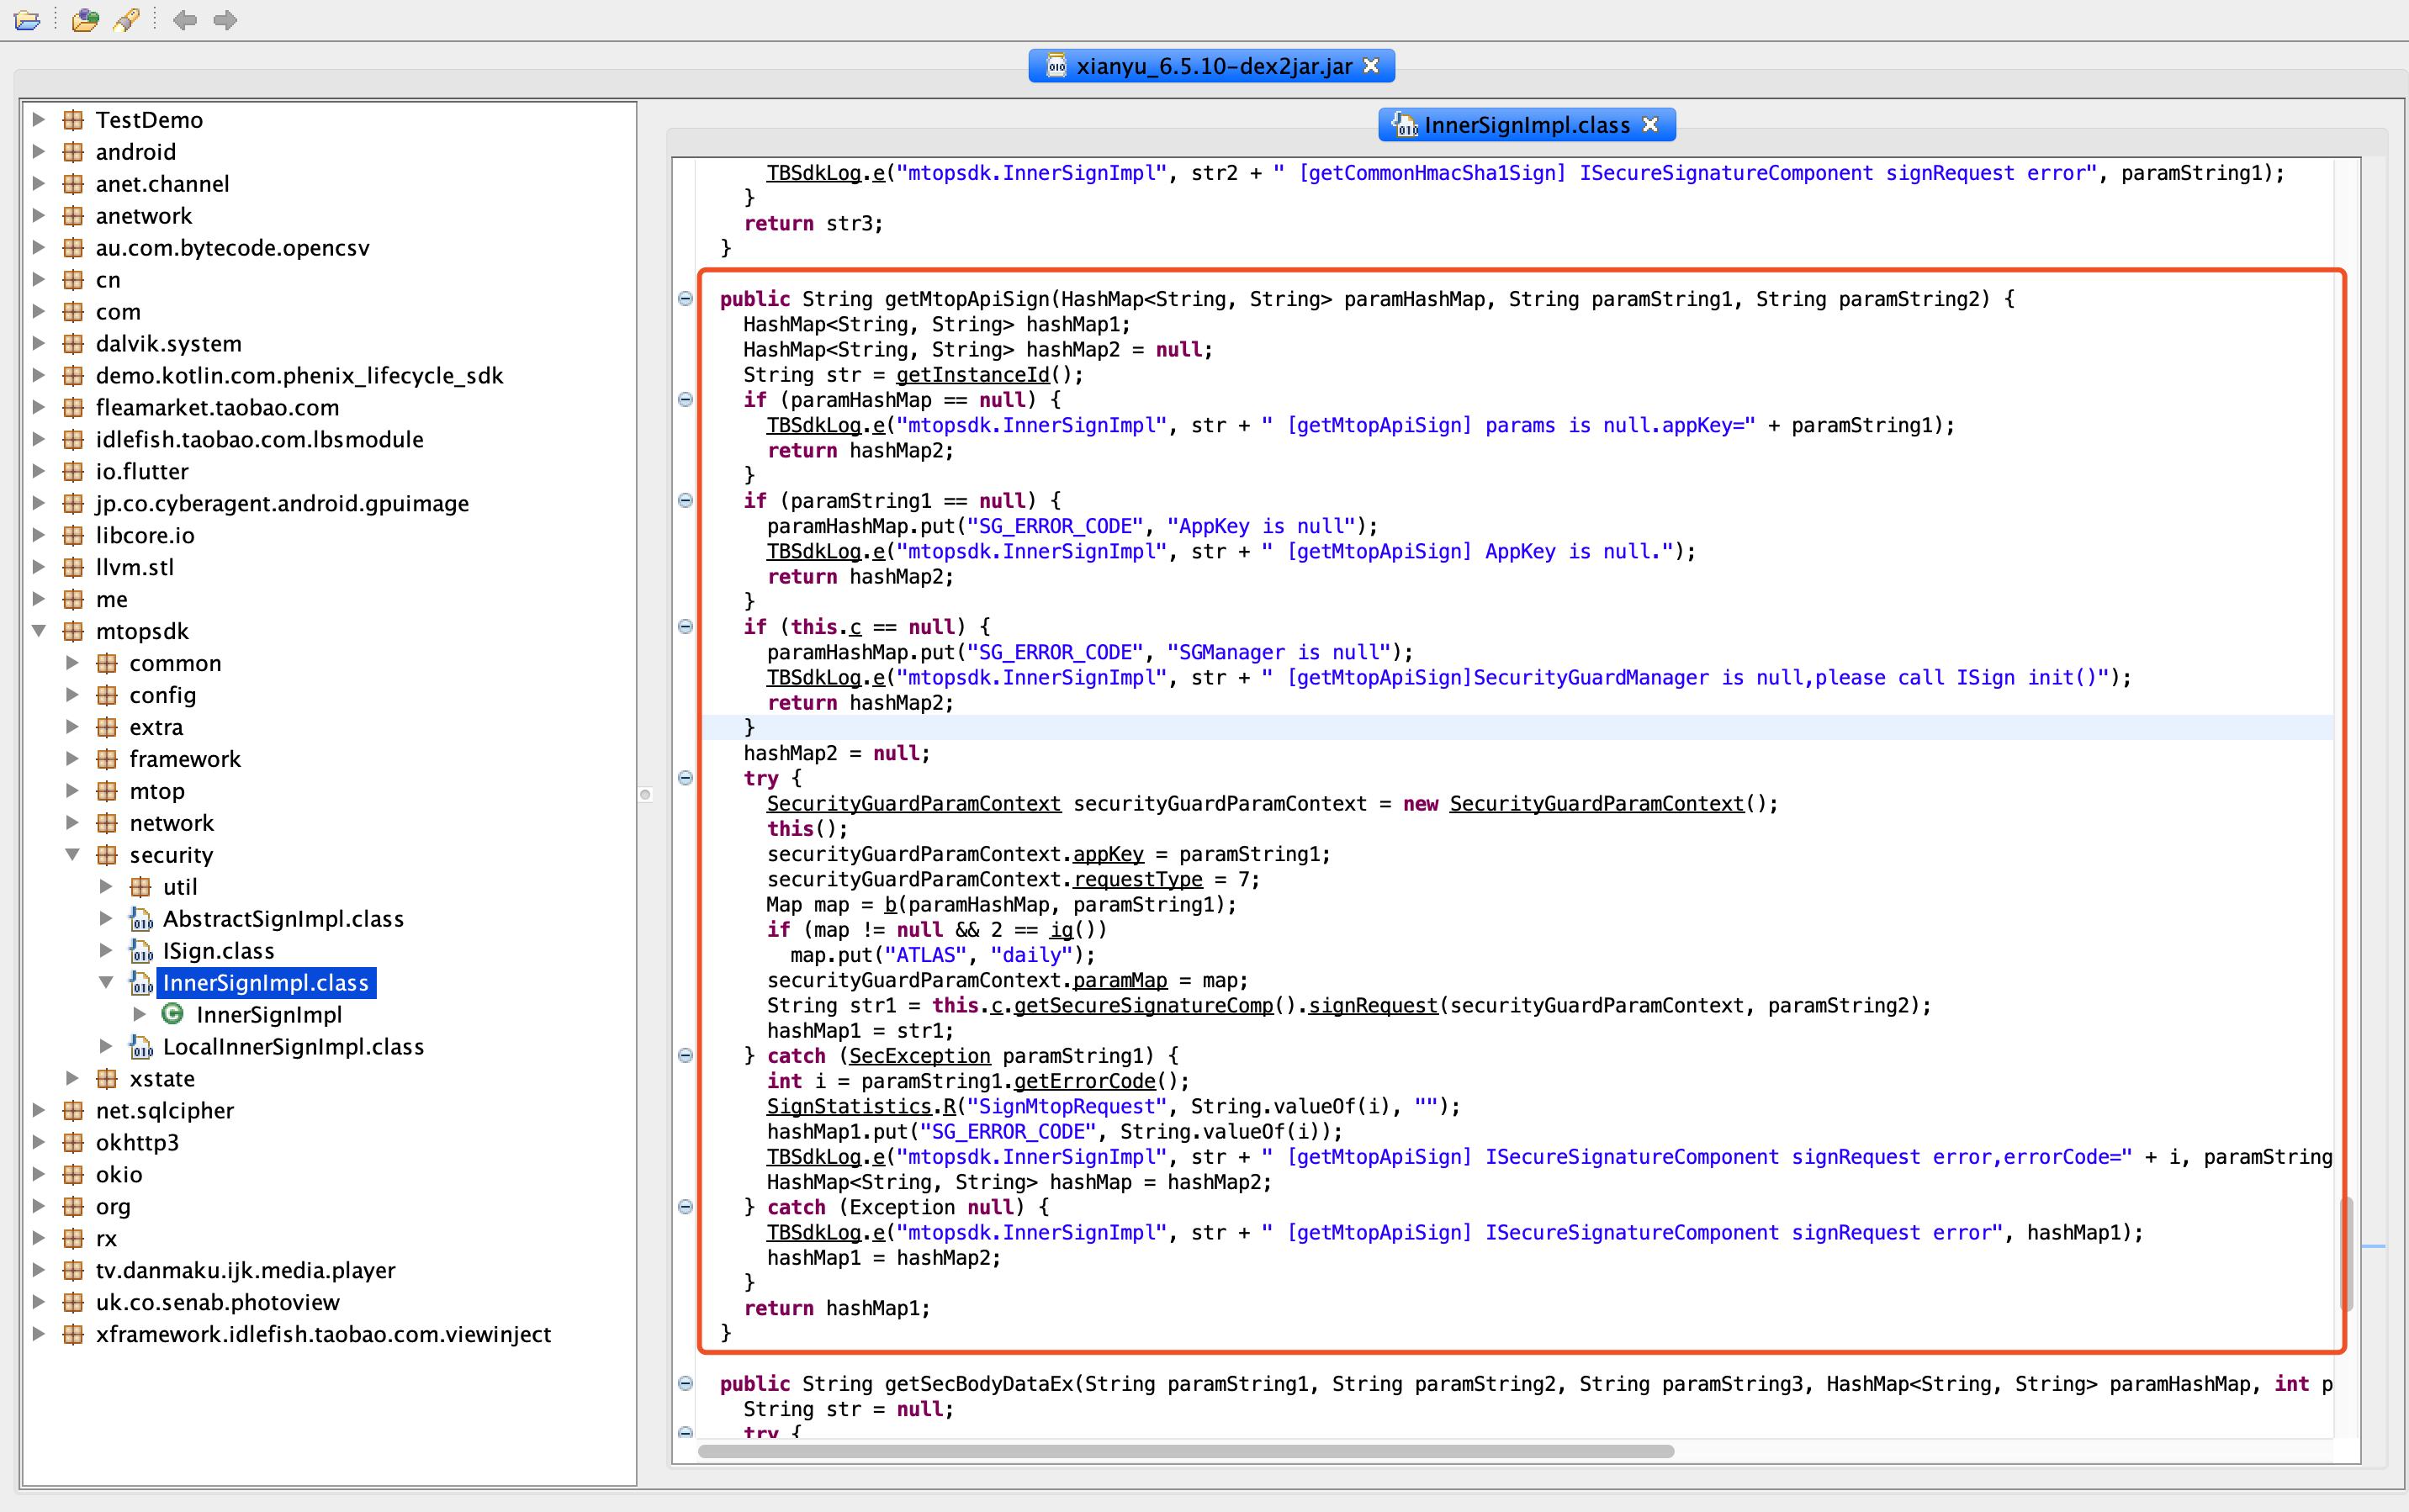 xianyu_6.5.10-dex2jar.jar
TestDemo
android
anet.channel
anetwork
au.com.bytecode.opencsv
cn
com
dalvik.system
demo.kotlin.com.phenix_lifecycle_sdk
fleamarket.taobao.com
idlefish.taobao.com.lbsmodule
io.flutter
jp.co.cyberagent.android.gpuimage
libcore.io
llvm.stl
me
mtopsdk
common
config
extra
framework
mtop
network
security
util
AbstractSignImpl.class
ISign.class
InnerSignImpl.class
InnerSignImpl
LocalInnerSignImpl.class
xstate
net.sqlcipher
okhttp3
okio
org
rx
tv.danmaku.ijk.media.player
uk.co.senab.photoview
xframework.idlefish.taobao.com.viewinject
InnerSignImpl.class
TBSdkLog.e("mtopsdk.InnerSignImpl", str2 + " [getCommonHmacSha1Sign] ISecureSignatureComponent signRequest error", paramString1);
}
return str3;
}
public String getMtopApiSign(HashMap<String, String> paramHashMap, String paramString1, String paramString2) {
HashMap<String, String> hashMap1;
HashMap<String, String> hashMap2 = null;
String str = getInstanceId();
if (paramHashMap == null) {
TBSdkLog.e("mtopsdk.InnerSignImpl", str + " [getMtopApiSign] params is null.appKey=" + paramString1);
return hashMap2;
}
if (paramString1 == null) {
paramHashMap.put("SG_ERROR_CODE", "AppKey is null");
TBSdkLog.e("mtopsdk.InnerSignImpl", str + " [getMtopApiSign] AppKey is null.");
return hashMap2;
}
if (this.c == null) {
paramHashMap.put("SG_ERROR_CODE", "SGManager is null");
TBSdkLog.e("mtopsdk.InnerSignImpl", str + " [getMtopApiSign]SecurityGuardManager is null,please call ISign init()");
return hashMap2;
}
hashMap2 = null;
try {
SecurityGuardParamContext securityGuardParamContext = new SecurityGuardParamContext();
this();
securityGuardParamContext.appKey = paramString1;
securityGuardParamContext.requestType = 7;
Map map = b(paramHashMap, paramString1);
if (map != null && 2 == ig())
map.put("ATLAS", "daily");
securityGuardParamContext.paramMap = map;
String str1 = this.c.getSecureSignatureComp().signRequest(securityGuardParamContext, paramString2);
hashMap1 = str1;
} catch (SecException paramString1) {
int i = paramString1.getErrorCode();
SignStatistics.R("SignMtopRequest", String.valueOf(i), "");
hashMap1.put("SG_ERROR_CODE", String.valueOf(i));
TBSdkLog.e("mtopsdk.InnerSignImpl", str + " [getMtopApiSign] ISecureSignatureComponent signRequest error,errorCode=" + i, paramString
HashMap<String, String> hashMap = hashMap2;
} catch (Exception null) {
TBSdkLog.e("mtopsdk.InnerSignImpl", str + " [getMtopApiSign] ISecureSignatureComponent signRequest error", hashMap1);
hashMap1 = hashMap2;
}
return hashMap1;
}
public String getSecBodyDataEx(String paramString1, String paramString2, String paramString3, HashMap<String, String> paramHashMap, int p
String str = null;
try {